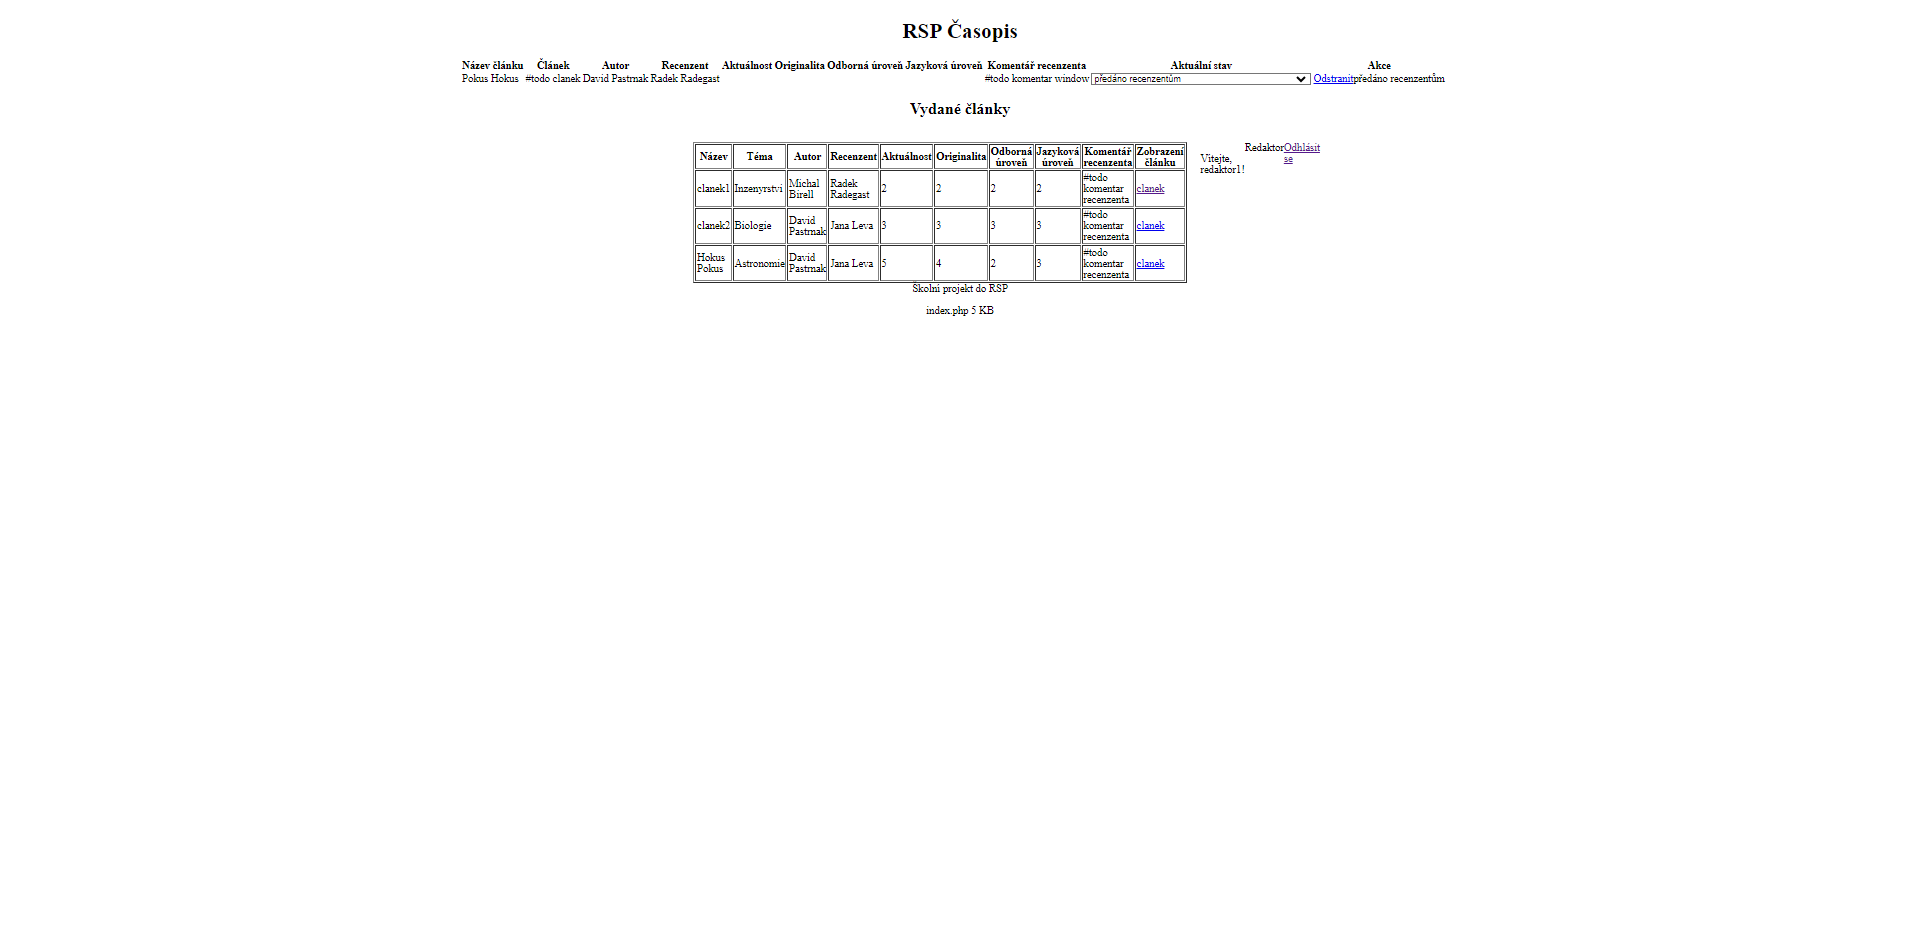 RSP Časopis
Název článku Článek Autor Recenzent Aktuálnost Originalita Odborná úroveň Jazyková úroveň Komentář recenzenta Aktuální stav Akce
Pokus Hokus #todo clanek David Pastrnak Radek Radegast #todo komentar window předáno recenzentům Odstranitpředáno recenzentům
Vydané články
Název Téma Autor Recenzent Aktuálnost Originalita Odborná úroveň Jazyková úroveň Komentář recenzenta Zobrazení článku
clanek1 Inzenyrstvi Michal Birell Radek Radegast 2 2 2 2 #todo komentar recenzenta clanek
clanek2 Biologie David Pastrnak Jana Leva 3 3 3 3 #todo komentar recenzenta clanek
Hokus Pokus Astronomie David Pastrnak Jana Leva 5 4 2 3 #todo komentar recenzenta clanek
Vítejte, redaktor1!
Redaktor
Odhlásit se
Školní projekt do RSP
index.php 5 KB